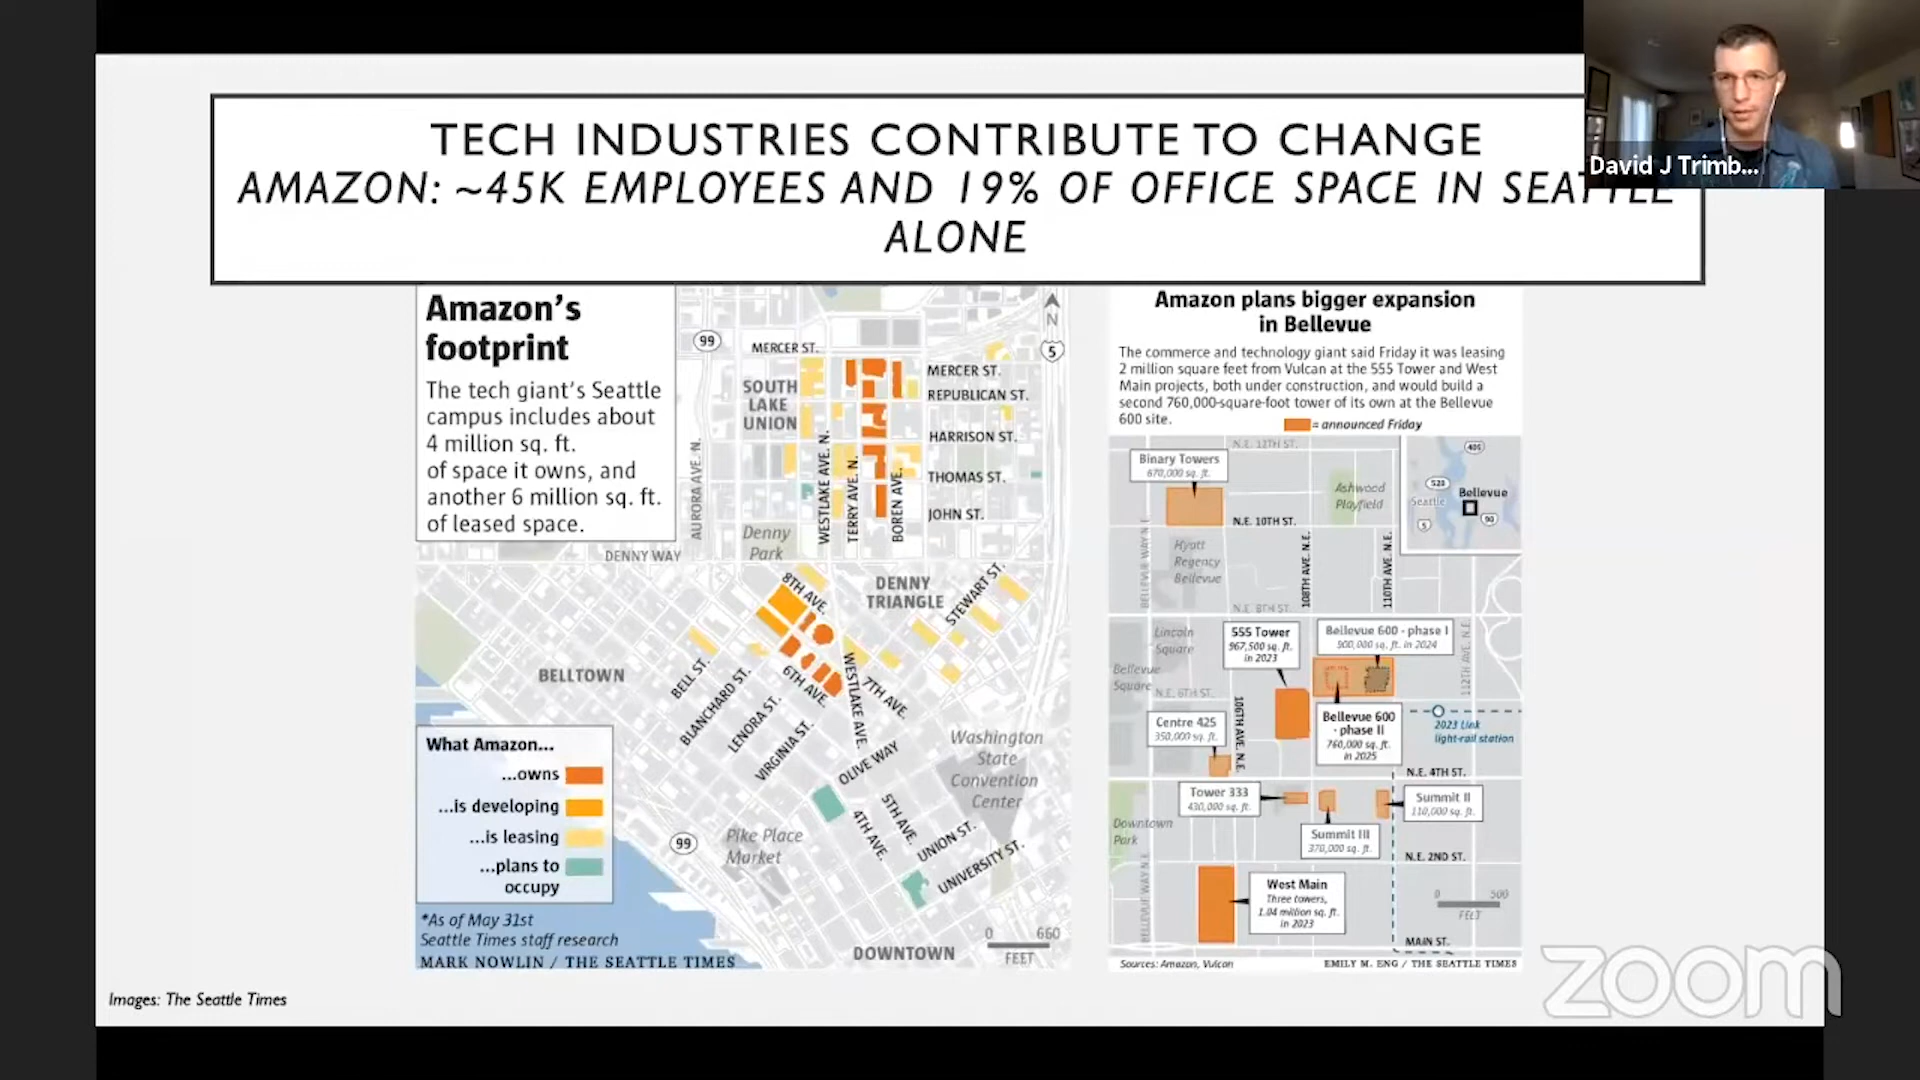 TECH INDUSTRIES CONTRIBUTE TO CHANGE
AMAZON: ~45K EMPLOYEES AND 19% OF OFFICE SPACE IN SEATTLE
ALONE
David J Trimb...
Amazon's
footprint
The tech giant's Seattle
campus includes about
4 million sq. ft.
of space it owns, and
another 6 million sq. ft.
of leased space.
99
MERCER ST.
N
5
SOUTH
LAKE
UNION
MERCER ST.
REPUBLICAN ST.
HARRISON ST.
THOMAS ST.
JOHN ST.
AURORA AVE. N.
WESTLAKE AVE. N.
TERRY AVE. N.
BOREN AVE.
Denny
Park
DENNY WAY
8TH AVE.
DENNY
TRIANGLE
STEWART ST.
BELLTOWN
BELL ST.
BLANCHARD ST.
LENORA ST.
VIRGINIA ST.
6TH AVE.
WESTLAKE AVE.
7TH AVE.
OLIVE WAY
Washington
State
Convention
Center
5TH AVE.
4TH AVE.
UNION ST.
UNIVERSITY ST.
99
Pike Place
Market
DOWNTOWN
0 660
FEET
What Amazon...
...owns
...is developing
...is leasing
...plans to
occupy
*As of May 31st
Seattle Times staff research
MARK NOWLIN / THE SEATTLE TIMES
Amazon plans bigger expansion
in Bellevue
The commerce and technology giant said Friday it was leasing
2 million square feet from Vulcan at the 555 Tower and West
Main projects, both under construction, and would build a
second 760,000-square-foot tower of its own at the Bellevue
600 site.
= announced Friday
N.E. 12TH ST.
Binary Towers
670,000 sq. ft.
Ashwood
Playfield
405
520
Seattle
Bellevue
5
90
N.E. 10TH ST.
BELLEVUE WAY N.E.
Hyatt
Regency
Bellevue
108TH AVE. N.E.
110TH AVE. N.E.
N.E. 8TH ST.
Lincoln
Square
555 Tower
967,500 sq. ft.
in 2023
Bellevue 600 - phase I
900,000 sq. ft. in 2024
112TH AVE. N.E.
Bellevue
Square
N.E. 6TH ST.
106TH AVE. N.E.
Centre 425
350,000 sq. ft.
Bellevue 600
- phase II
760,000 sq. ft.
in 2025
2023 Link
light-rail station
N.E. 4TH ST.
Tower 333
430,000 sq. ft.
Summit II
110,000 sq. ft.
Summit III
370,000 sq. ft.
Downtown
Park
N.E. 2ND ST.
BELLEVUE WAY N.E.
West Main
Three towers,
1.04 million sq. ft.
in 2023
0 500
FEET
MAIN ST.
Sources: Amazon, Vulcan
EMILY M. ENG / THE SEATTLE TIMES
Images: The Seattle Times
zoom